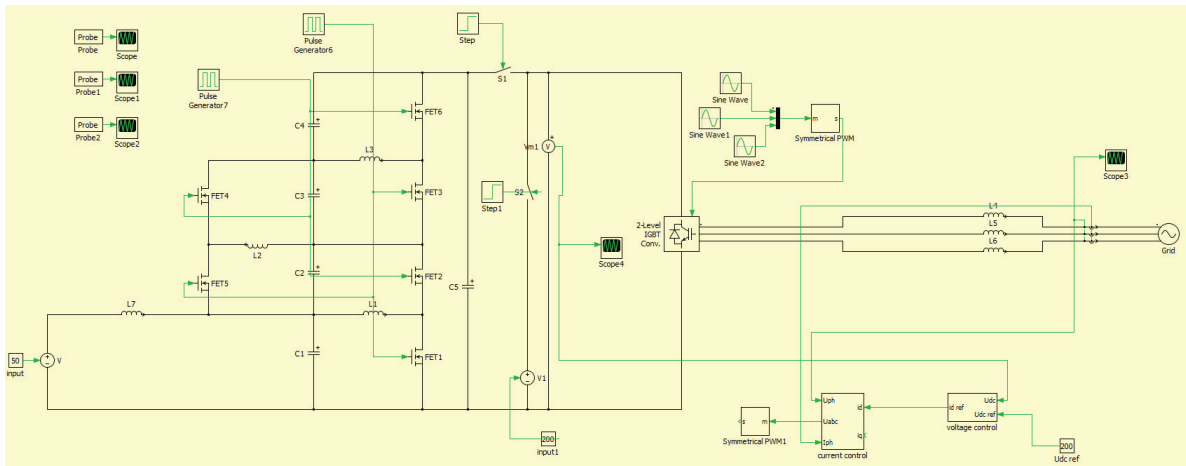 Probe
Probe
Scope
Probe
Probe1
Scope1
Probe
Probe2
Scope2
Pulse
Generator6
Pulse
Generator7
Step
S1
FET6
C4
L3
FET4
C3
FET3
L2
C2
FET2
FET5
L7
L1
C5
C1
FET1
50
input
V
Vm1
V
S2
Step1
Scope4
V1
200
input1
Sine Wave
Sine Wave1
Sine Wave2
m
s
Symmetrical PWM
2-Level
IGBT
Conv.
L4
L5
L6
Scope3
Grid
s
m
Symmetrical PWM1
Uph
id
Uabc
Iph
iq
current control
Udc
id ref
Udc ref
voltage control
200
Udc ref